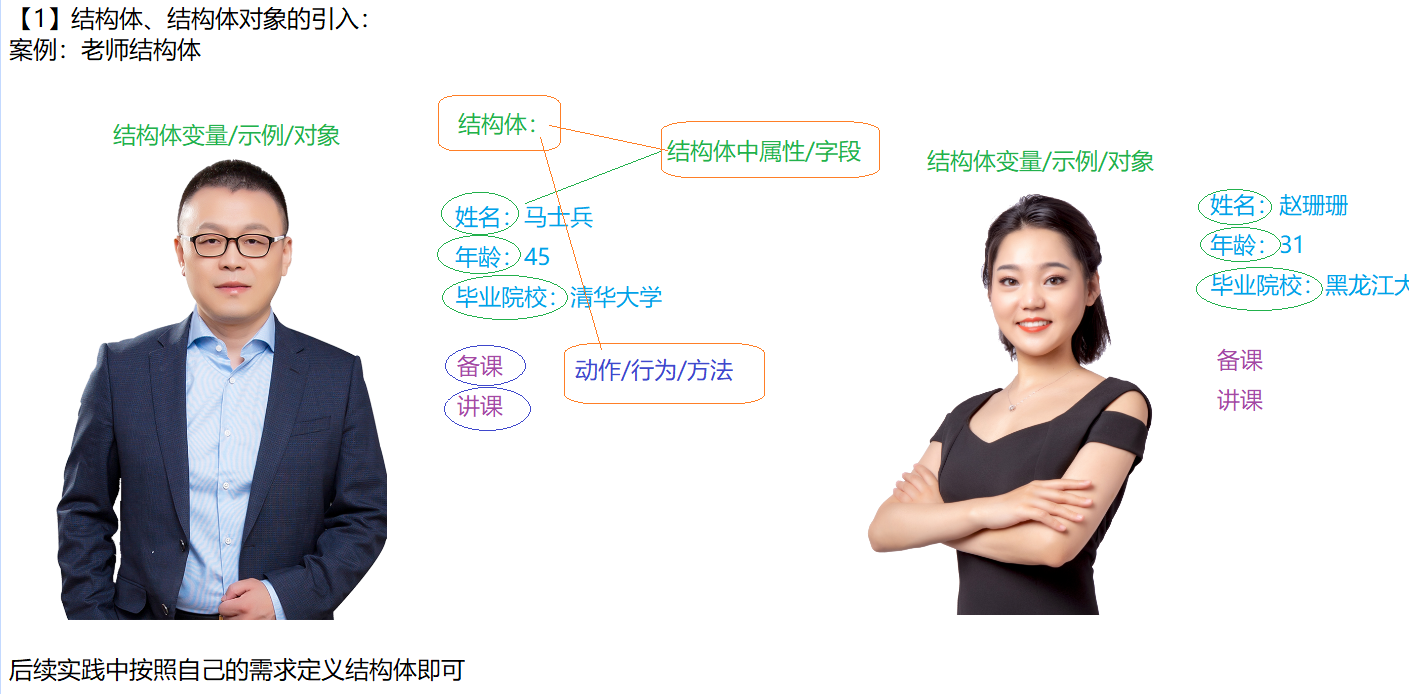 【1】结构体、结构体对象的引入：
案例：老师结构体
结构体变量/示例/对象
结构体：
结构体中属性/字段
姓名：马士兵
年龄：45
毕业院校：清华大学
备课
讲课
动作/行为/方法
结构体变量/示例/对象
姓名：赵珊珊
年龄：31
毕业院校：黑龙江大
备课
讲课
后续实践中按照自己的需求定义结构体即可